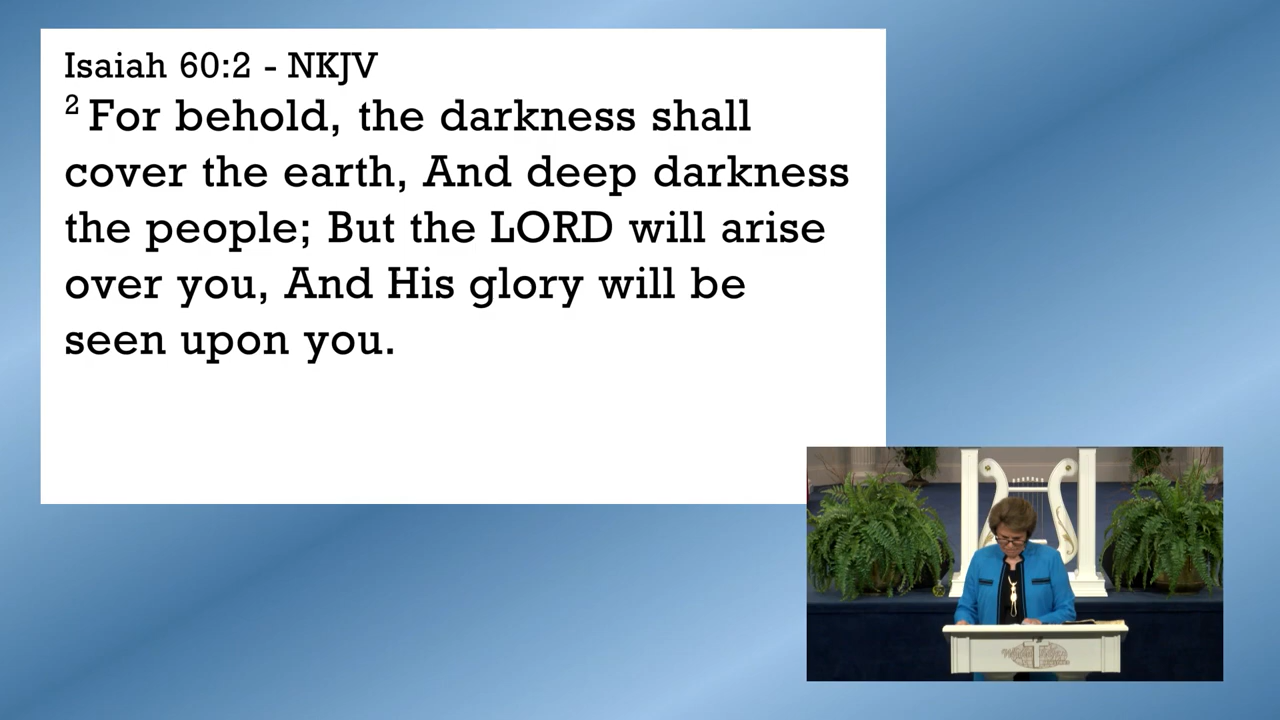 Isaiah 60:2 - NKJV
2 For behold, the darkness shall
cover the earth, And deep darkness
the people; But the LORD will arise
over you, And His glory will be
seen upon you.